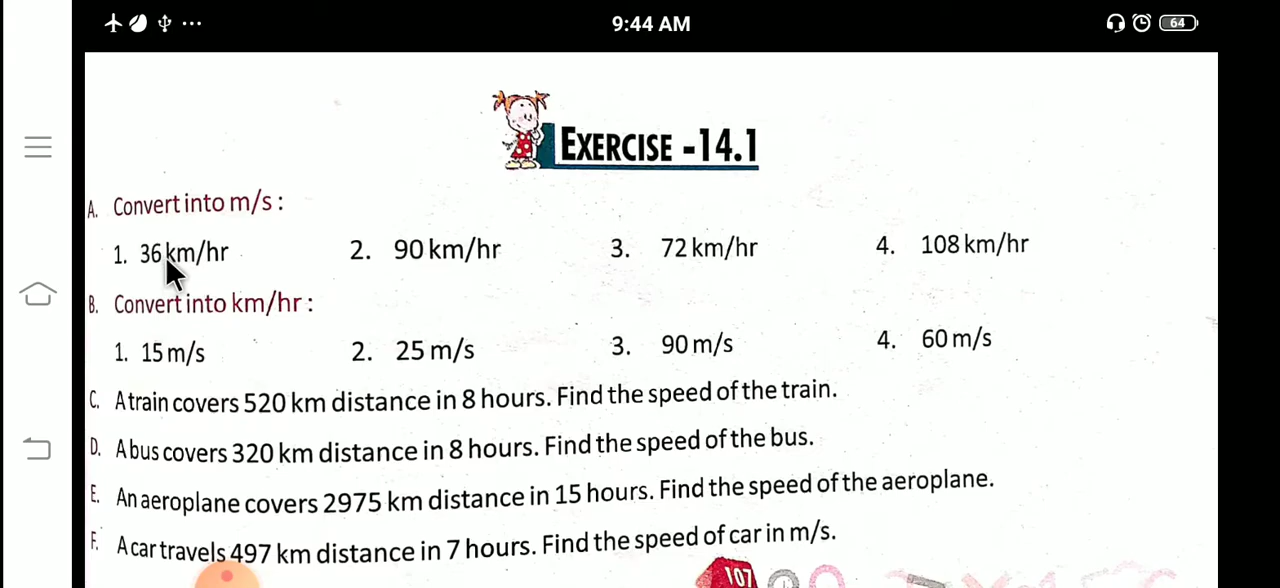 9:44 AM
64
EXERCISE -14.1
A. Convert into m/s :
1. 36 km/hr 2. 90 km/hr 3. 72 km/hr 4. 108 km/hr
B. Convert into km/hr :
1. 15 m/s 2. 25 m/s 3. 90 m/s 4. 60 m/s
C. A train covers 520 km distance in 8 hours. Find the speed of the train.
D. A bus covers 320 km distance in 8 hours. Find the speed of the bus.
E. An aeroplane covers 2975 km distance in 15 hours. Find the speed of the aeroplane.
F. A car travels 497 km distance in 7 hours. Find the speed of car in m/s.
107